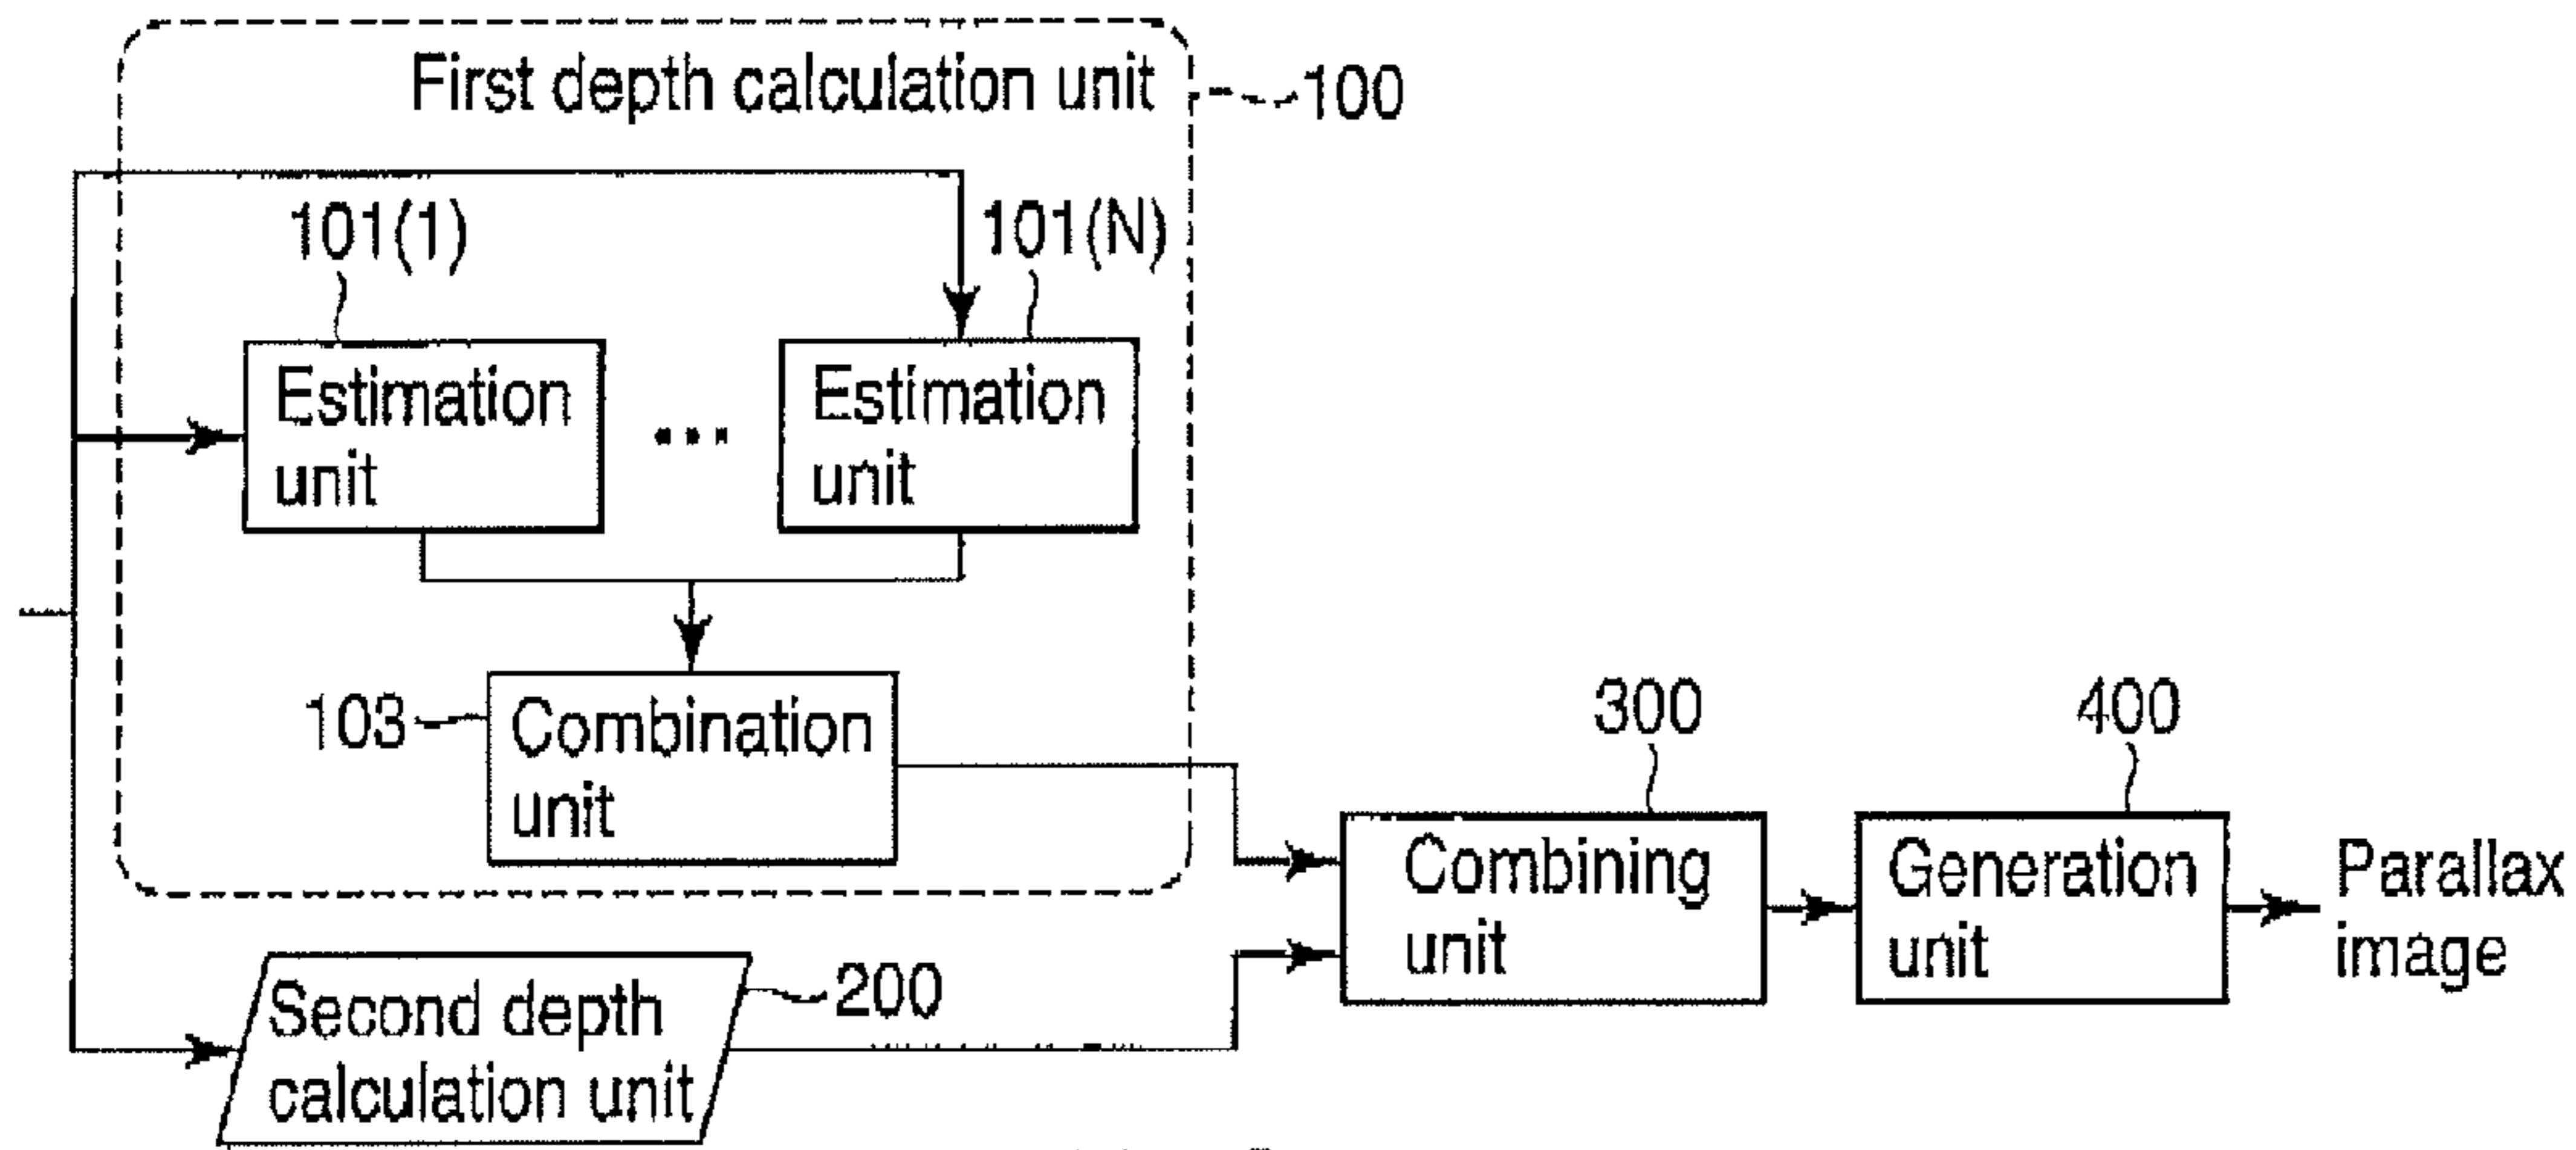 First depth calculation unit
100
101(1)
101(N)
Estimation
unit
...
Estimation
unit
103
Combination
unit
300
400
Combining
unit
Generation
unit
Parallax
image
200
Second depth
calculation unit